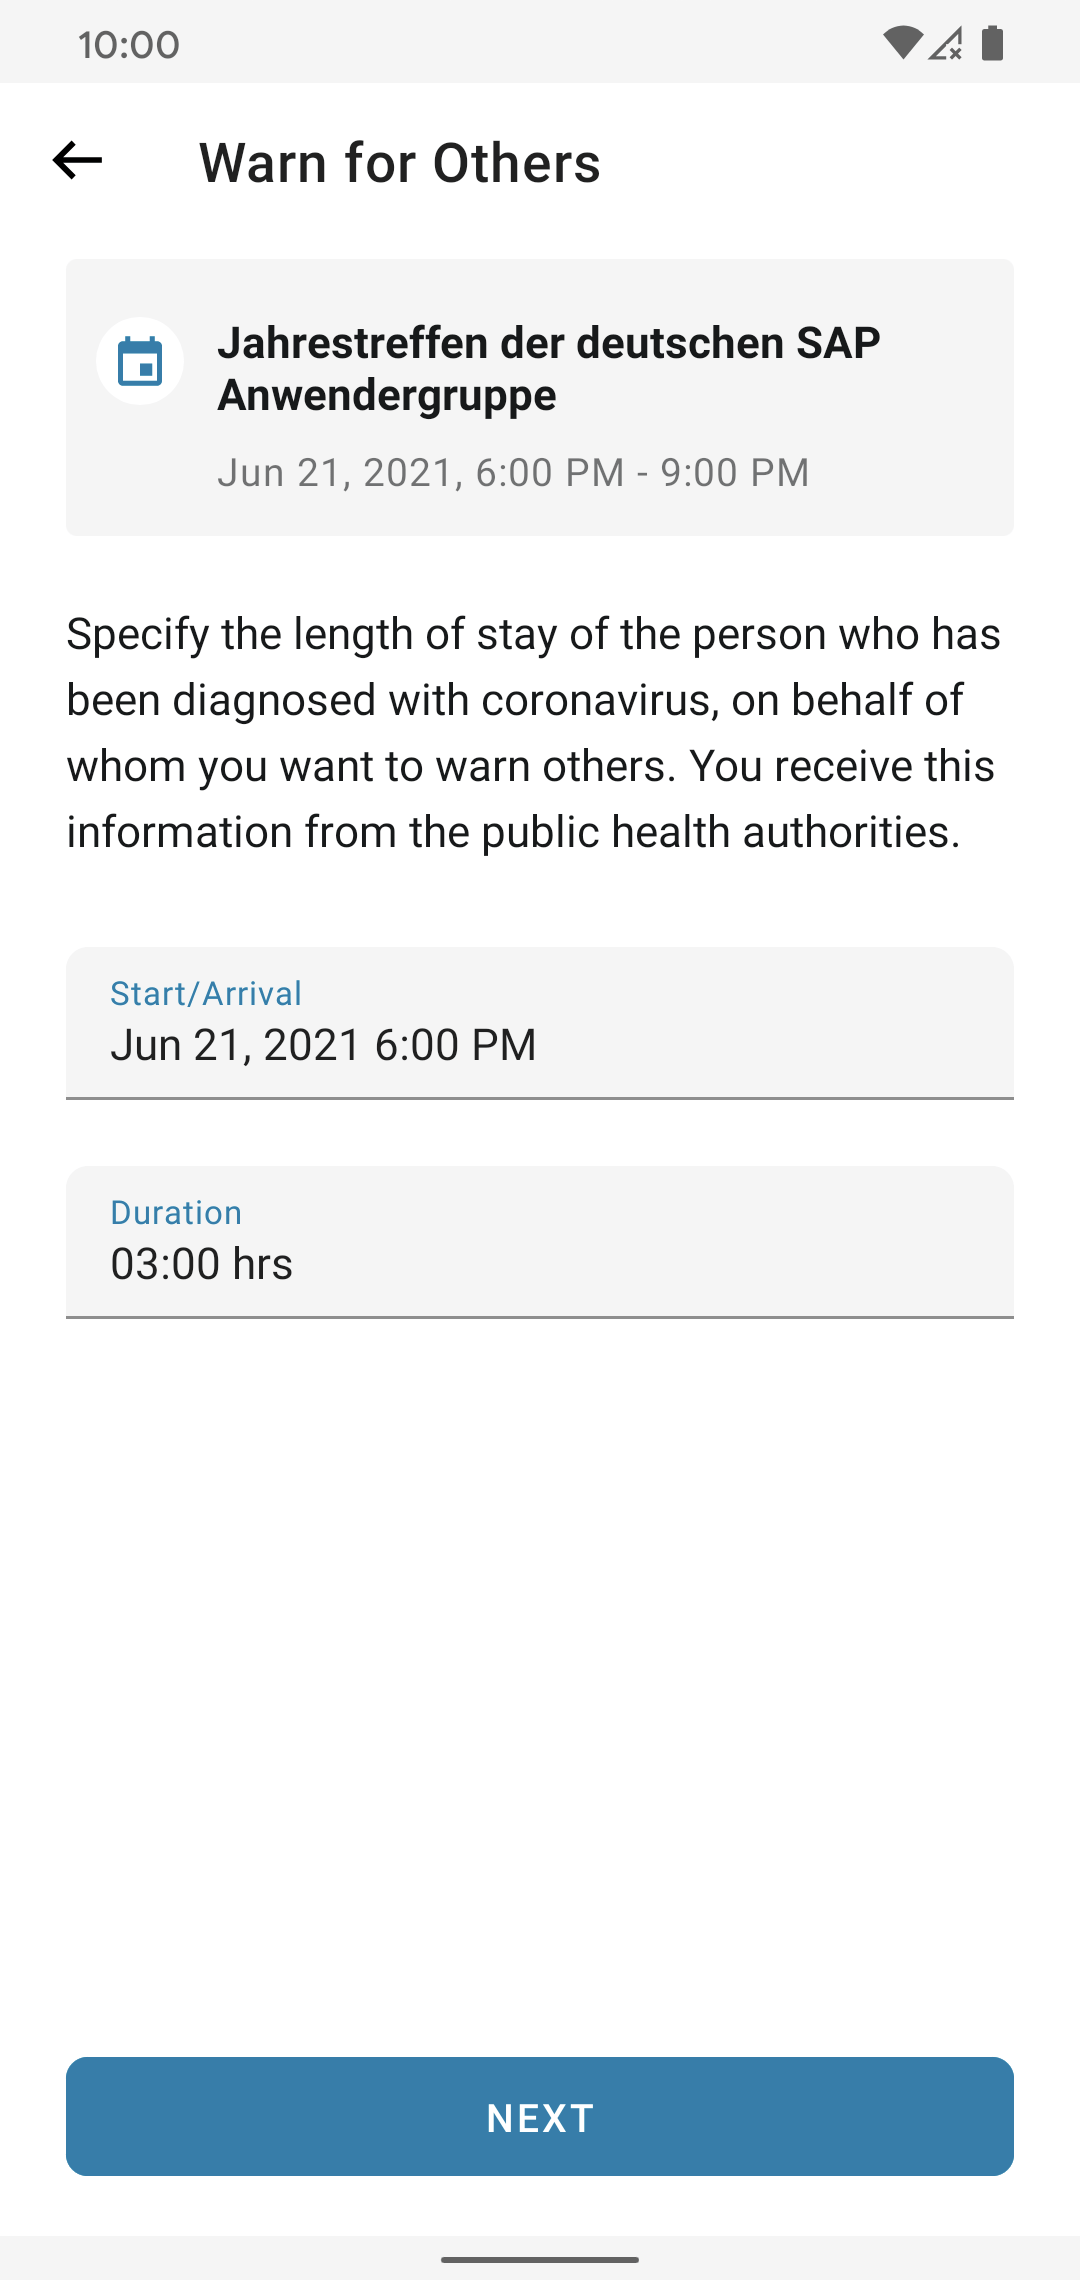 10:00
Warn for Others
Jahrestreffen der deutschen SAP
Anwendergruppe
Jun 21, 2021, 6:00 PM - 9:00 PM
Specify the length of stay of the person who has
been diagnosed with coronavirus, on behalf of
whom you want to warn others. You receive this
information from the public health authorities.
Start/Arrival
Jun 21, 2021 6:00 PM
Duration
03:00 hrs
NEXT